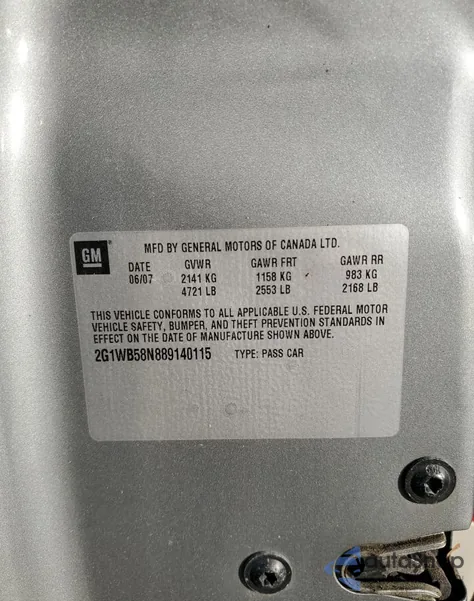 GM
MFD BY GENERAL MOTORS OF CANADA LTD.
DATE GVWR GAWR FRT GAWR RR
06/07 2141 KG 1158 KG 983 KG
4721 LB 2553 LB 2168 LB
THIS VEHICLE CONFORMS TO ALL APPLICABLE U.S. FEDERAL MOTOR
VEHICLE SAFETY, BUMPER, AND THEFT PREVENTION STANDARDS IN
EFFECT ON THE DATE OF MANUFACTURE SHOWN ABOVE.
2G1WB58N889140115 TYPE: PASS CAR